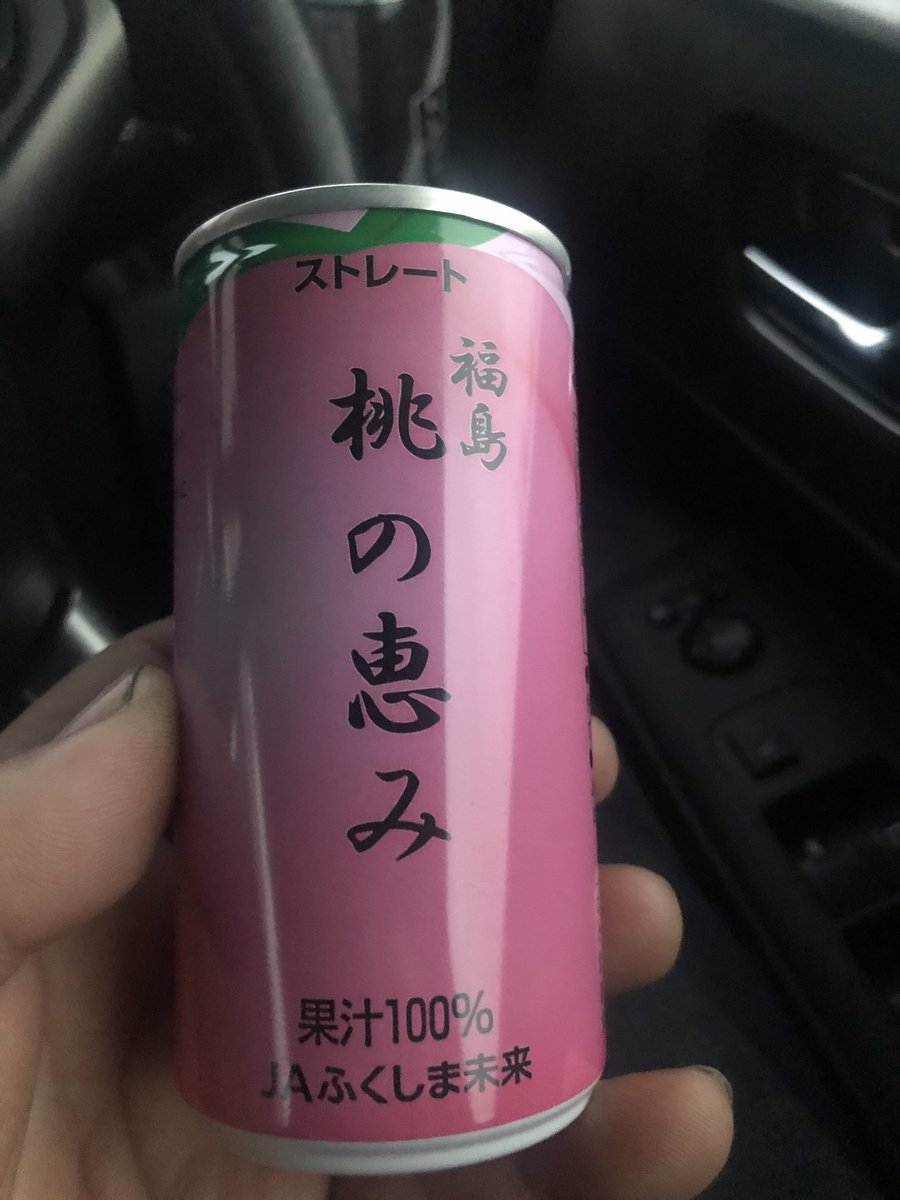 ストレート
福島
桃の恵み
果汁100%
JAふくしま未来